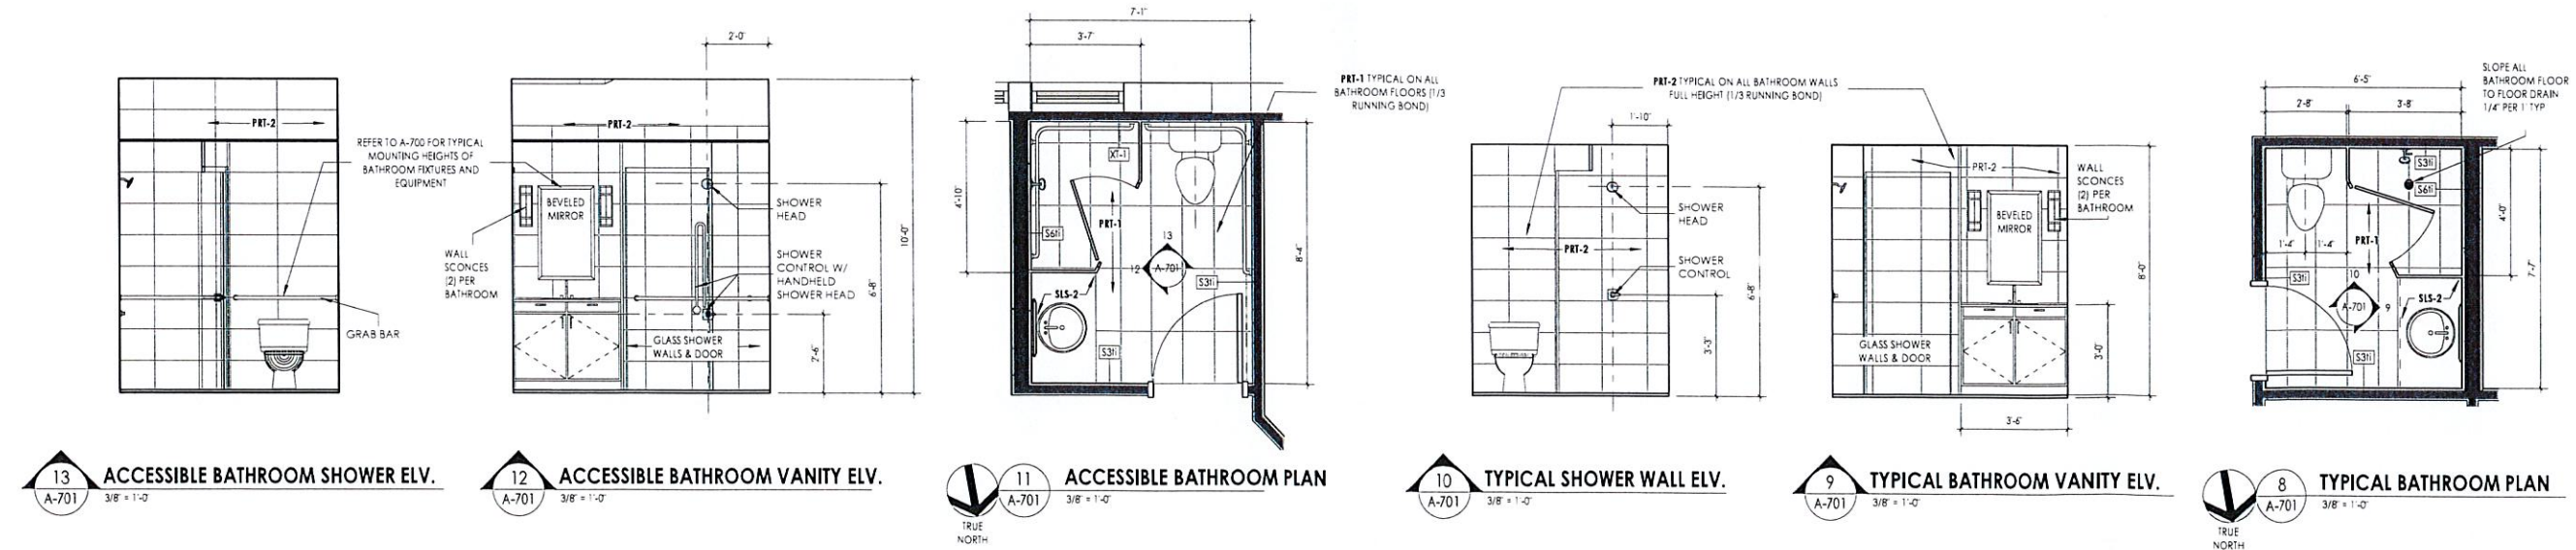 2'-0"
PRT-2
REFER TO A-700 FOR TYPICAL
MOUNTING HEIGHTS OF
BATHROOM FIXTURES AND
EQUIPMENT
GRAB BAR
13
A-701
ACCESSIBLE BATHROOM SHOWER ELV.
3/8" = 1'-0"
PRT-2
BEVELED
MIRROR
WALL
SCONCES
(2) PER
BATHROOM
SHOWER
HEAD
SHOWER
CONTROL W/
HANDHELD
SHOWER HEAD
GLASS SHOWER
WALLS & DOOR
2'-6"
6'-8"
10'-0"
12
A-701
ACCESSIBLE BATHROOM VANITY ELV.
3/8" = 1'-0"
7'-1"
3'-7"
PRT-1 TYPICAL ON ALL
BATHROOM FLOORS (1/3
RUNNING BOND)
4'-10"
8'-4"
XT-1
PRT-1
S6ti
13
12
A-701
S3ti
SLS-2
S3ti
TRUE
NORTH
11
A-701
ACCESSIBLE BATHROOM PLAN
3/8" = 1'-0"
PRT-2 TYPICAL ON ALL BATHROOM WALLS
FULL HEIGHT (1/3 RUNNING BOND)
1'-10"
PRT-2
SHOWER
HEAD
SHOWER
CONTROL
3'-3"
6'-8"
10
A-701
TYPICAL SHOWER WALL ELV.
3/8" = 1'-0"
PRT-2
WALL
SCONCES
(2) PER
BATHROOM
BEVELED
MIRROR
GLASS SHOWER
WALLS & DOOR
3'-0"
8'-0"
3'-6"
9
A-701
TYPICAL BATHROOM VANITY ELV.
3/8" = 1'-0"
SLOPE ALL
BATHROOM FLOOR
TO FLOOR DRAIN
1/4" PER 1' TYP
6'-5"
2'-8"
3'-8"
S3ti
S6ti
4'-0"
7'-7"
1'-4"
1'-4"
PRT-1
S3ti
10
A-701
9
SLS-2
S3ti
TRUE
NORTH
8
A-701
TYPICAL BATHROOM PLAN
3/8" = 1'-0"